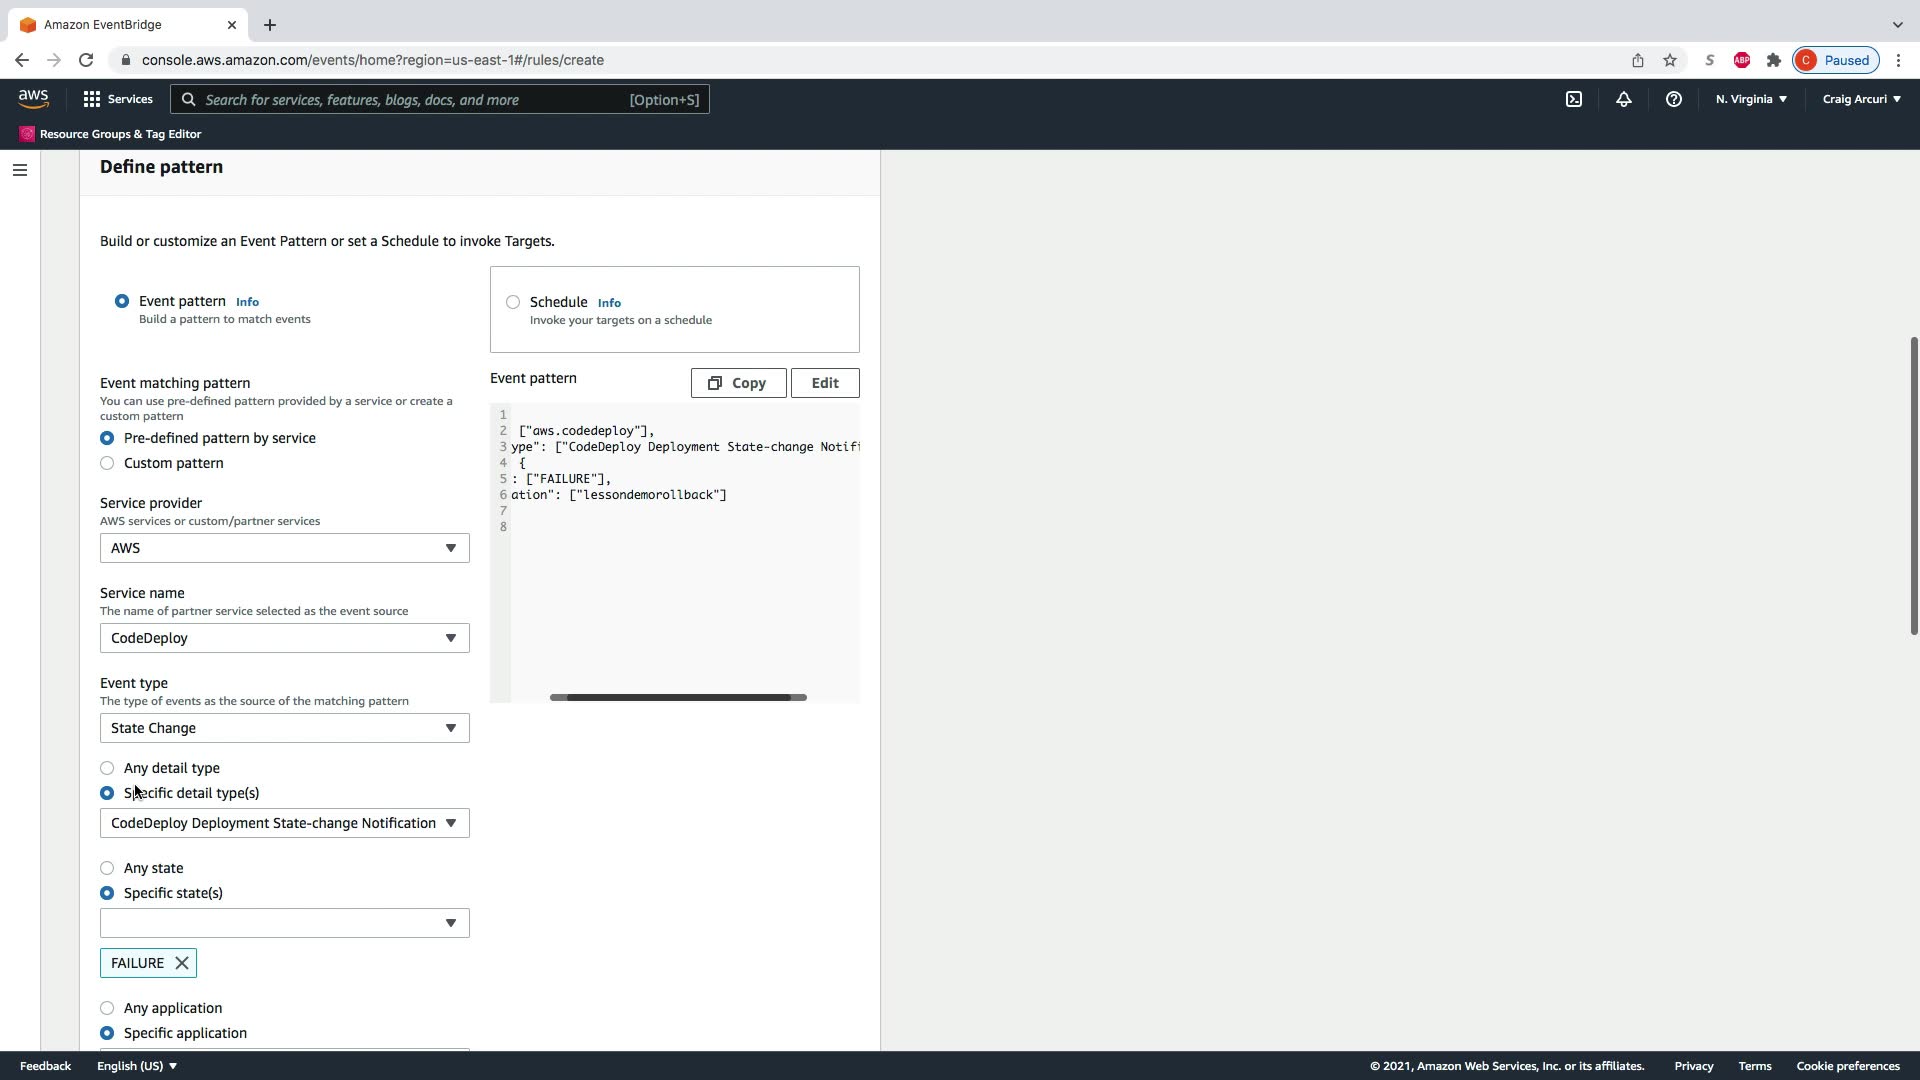 Amazon EventBridge
console.aws.amazon.com/events/home?region=us-east-1#/rules/create
S
ABP
C Paused
aws
Services
Search for services, features, blogs, docs, and more [Option+S]
N. Virginia
Craig Arcuri
Resource Groups & Tag Editor
Define pattern
Build or customize an Event Pattern or set a Schedule to invoke Targets.
Event pattern Info
Build a pattern to match events
Schedule Info
Invoke your targets on a schedule
Event matching pattern
You can use pre-defined pattern provided by a service or create a
custom pattern
Pre-defined pattern by service
Custom pattern
Service provider
AWS services or custom/partner services
AWS
Service name
The name of partner service selected as the event source
CodeDeploy
Event type
The type of events as the source of the matching pattern
State Change
Any detail type
Specific detail type(s)
CodeDeploy Deployment State-change Notification
Any state
Specific state(s)
FAILURE
Any application
Specific application
Event pattern
Copy
Edit
1
2 ["aws.codedeploy"],
3 ype": ["CodeDeploy Deployment State-change Notifi
4 {
5 : ["FAILURE"],
6 ation": ["lessondemorollback"]
7
8
Feedback
English (US)
© 2021, Amazon Web Services, Inc. or its affiliates.
Privacy
Terms
Cookie preferences